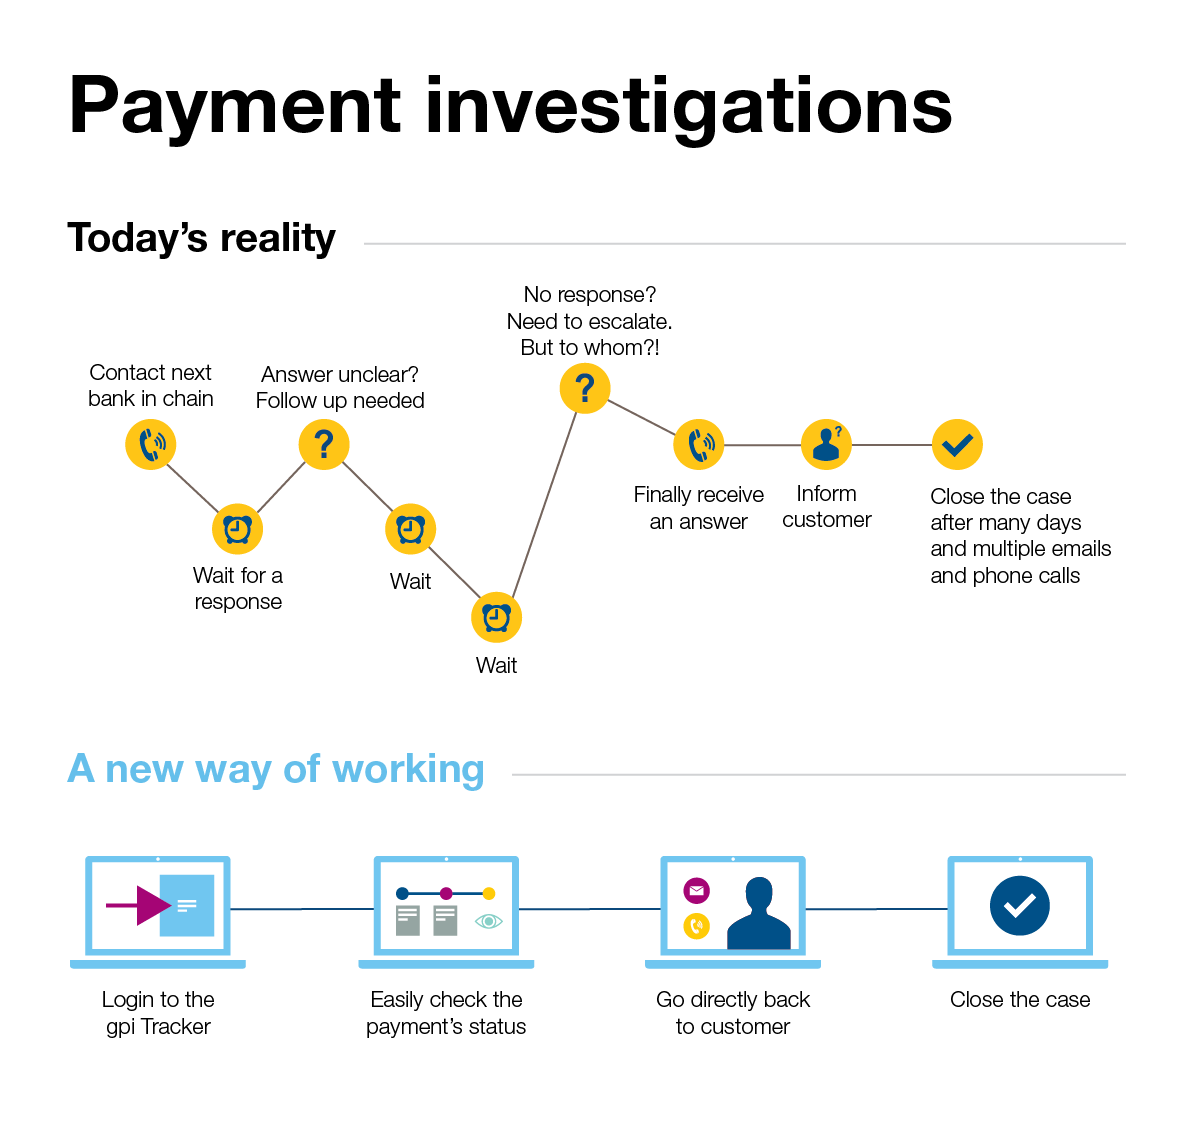 Payment investigations
Today’s reality
Contact next
bank in chain
Wait for a
response
Answer unclear?
Follow up needed
Wait
Wait
No response?
Need to escalate.
But to whom?!
Finally receive
an answer
Inform
customer
Close the case
after many days
and multiple emails
and phone calls
A new way of working
Login to the
gpi Tracker
Easily check the
payment’s status
Go directly back
to customer
Close the case